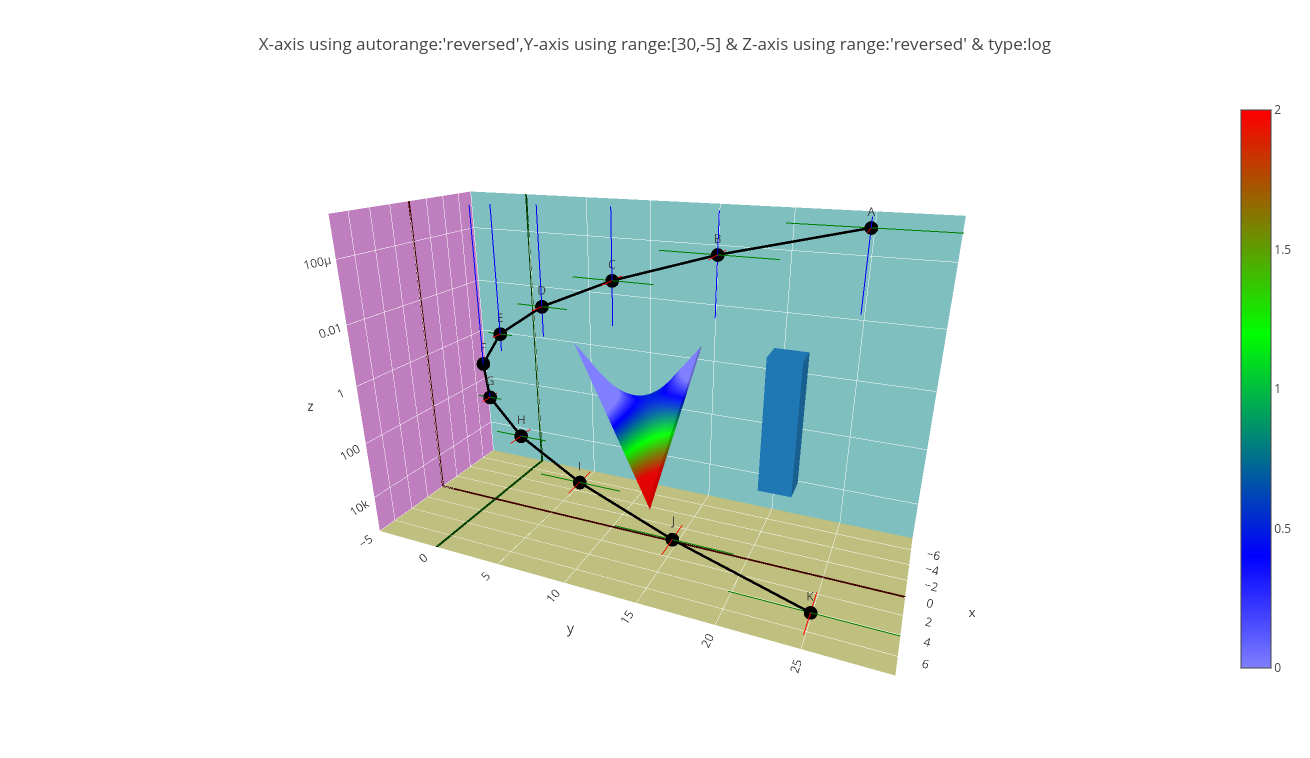 X-axis using autorange:'reversed',Y-axis using range:[30,-5] & Z-axis using range:'reversed' & type:log
2
1.5
1
0.5
0
A
B
C
D
E
F
G
H
I
J
K
100μ
0.01
1
100
10k
z
−5
0
5
10
15
20
25
y
−6
−4
−2
0
2
4
6
x